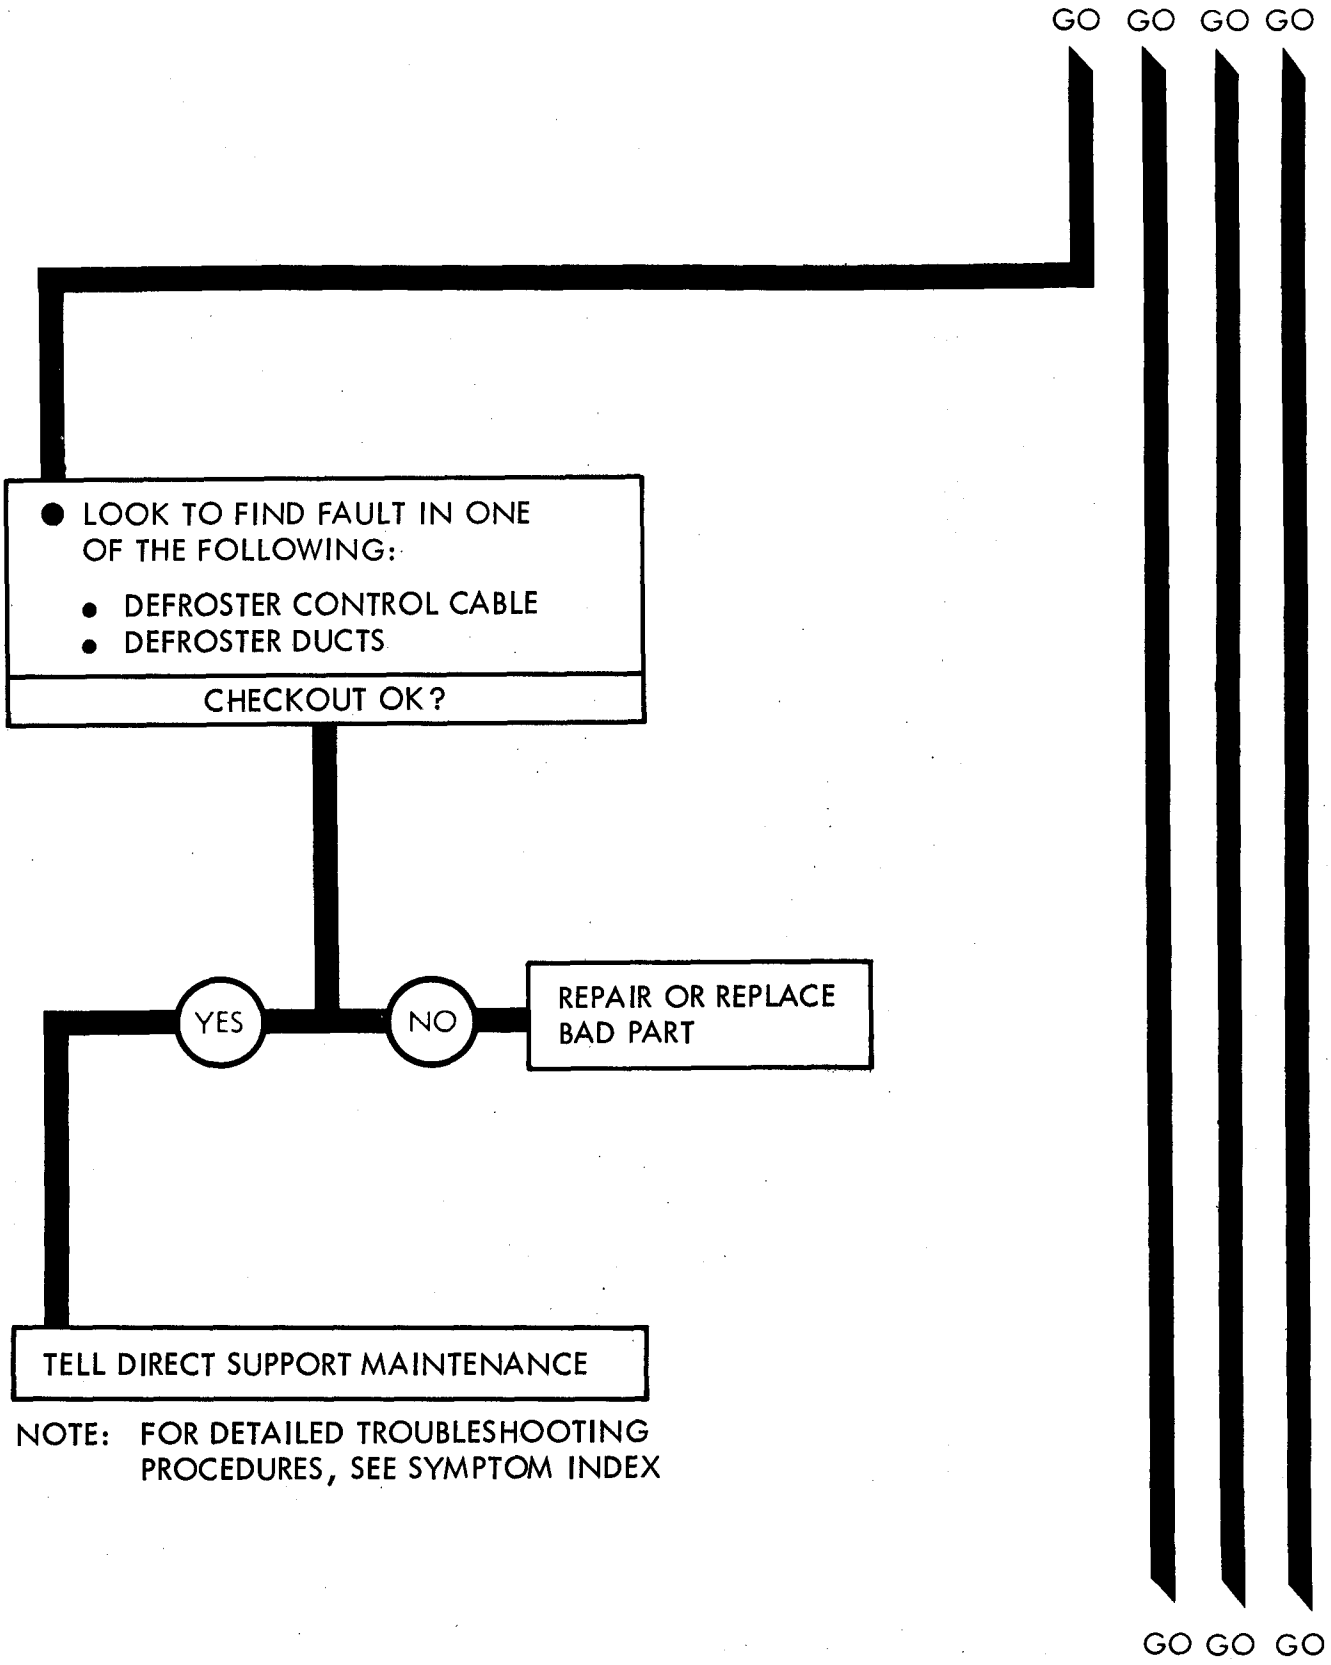 GO GO GO GO
● LOOK TO FIND FAULT IN ONE
OF THE FOLLOWING:
● DEFROSTER CONTROL CABLE
● DEFROSTER DUCTS
CHECKOUT OK?
YES
NO
REPAIR OR REPLACE
BAD PART
TELL DIRECT SUPPORT MAINTENANCE
NOTE: FOR DETAILED TROUBLESHOOTING
PROCEDURES, SEE SYMPTOM INDEX
GO GO GO